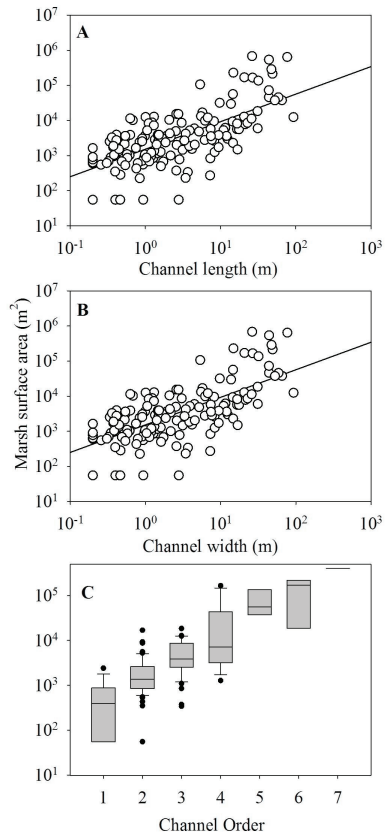 A
10^7
10^6
10^5
10^4
10^3
10^2
10^1
10^-1 10^0 10^1 10^2 10^3
Channel length (m)
B
10^7
10^6
10^5
10^4
10^3
10^2
10^1
10^-1 10^0 10^1 10^2 10^3
Channel width (m)
Marsh surface area (m^2)
C
10^5
10^4
10^3
10^2
10^1
1 2 3 4 5 6 7
Channel Order